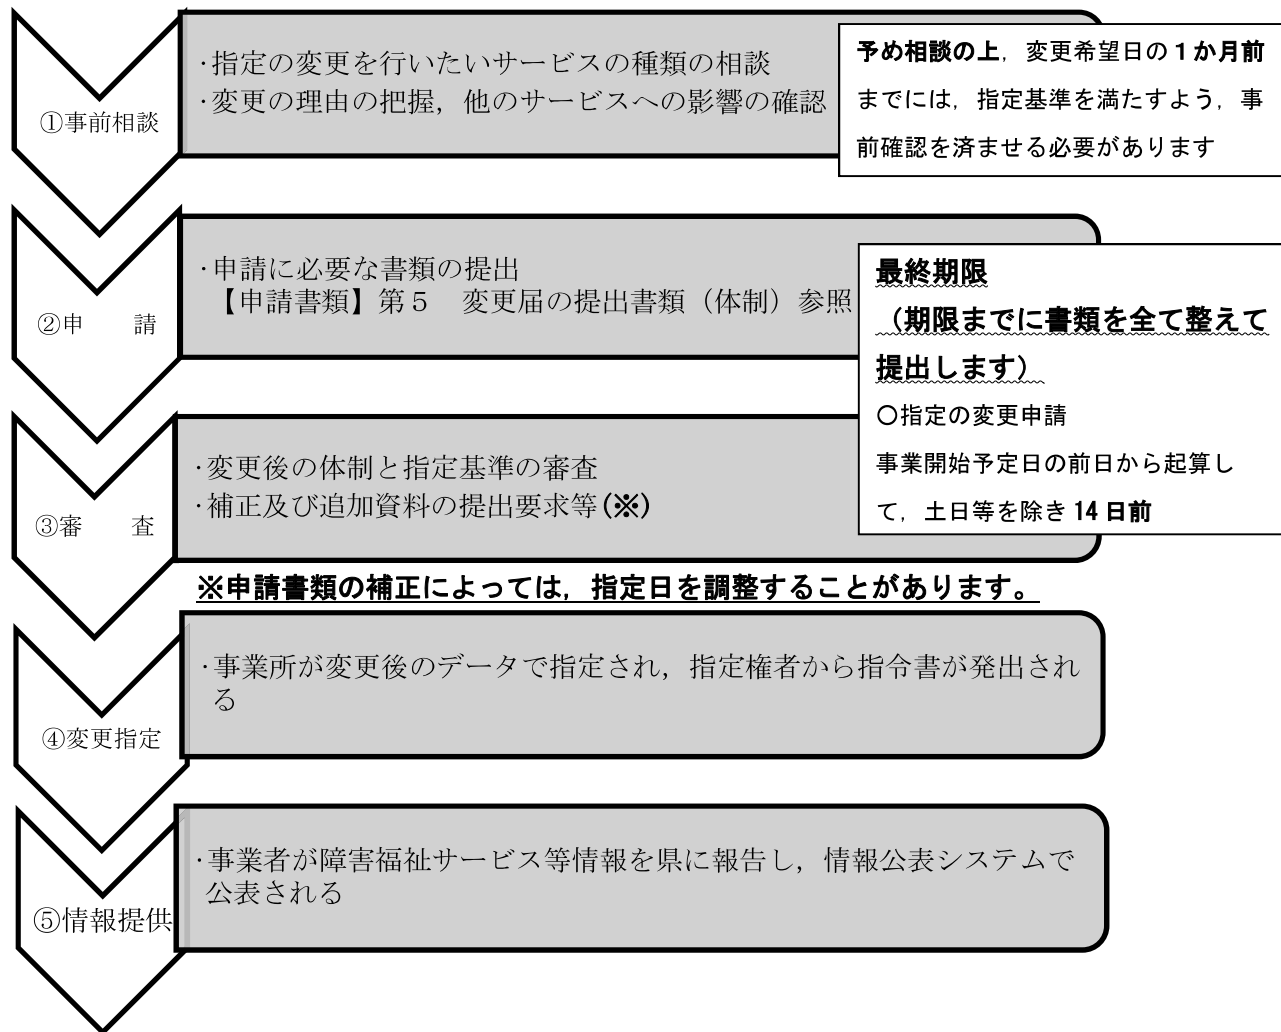 ①事前相談
・指定の変更を行いたいサービスの種類の相談
・変更の理由の把握，他のサービスへの影響の確認
予め相談の上，変更希望日の１か月前
までには，指定基準を満たすよう，事
前確認を済ませる必要があります
②申　　請
・申請に必要な書類の提出
【申請書類】第５　変更届の提出書類（体制）参照
最終期限
（期限までに書類を全て整えて
提出します）
○指定の変更申請
事業開始予定日の前日から起算し
て，土日等を除き 14 日前
③審　　査
・変更後の体制と指定基準の審査
・補正及び追加資料の提出要求等(※)
※申請書類の補正によっては，指定日を調整することがあります。
④変更指定
・事業所が変更後のデータで指定され，指定権者から指令書が発出され
る
⑤情報提供
・事業者が障害福祉サービス等情報を県に報告し，情報公表システムで
公表される